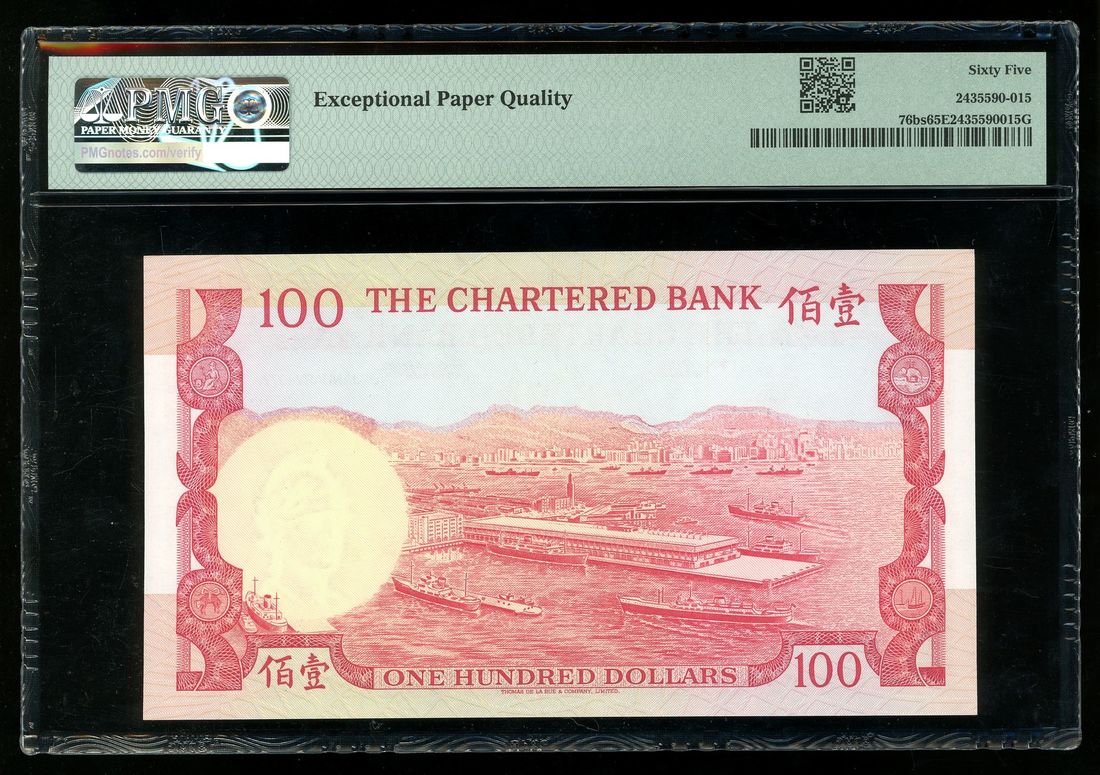 PMG
PAPER MONEY GUARANTY
PMGnotes.com/verify
Exceptional Paper Quality
Sixty Five
2435590-015
76bs65E2435590015G
100 THE CHARTERED BANK 佰壹
佰壹 ONE HUNDRED DOLLARS 100
THOMAS DE LA RUE & COMPANY, LIMITED.